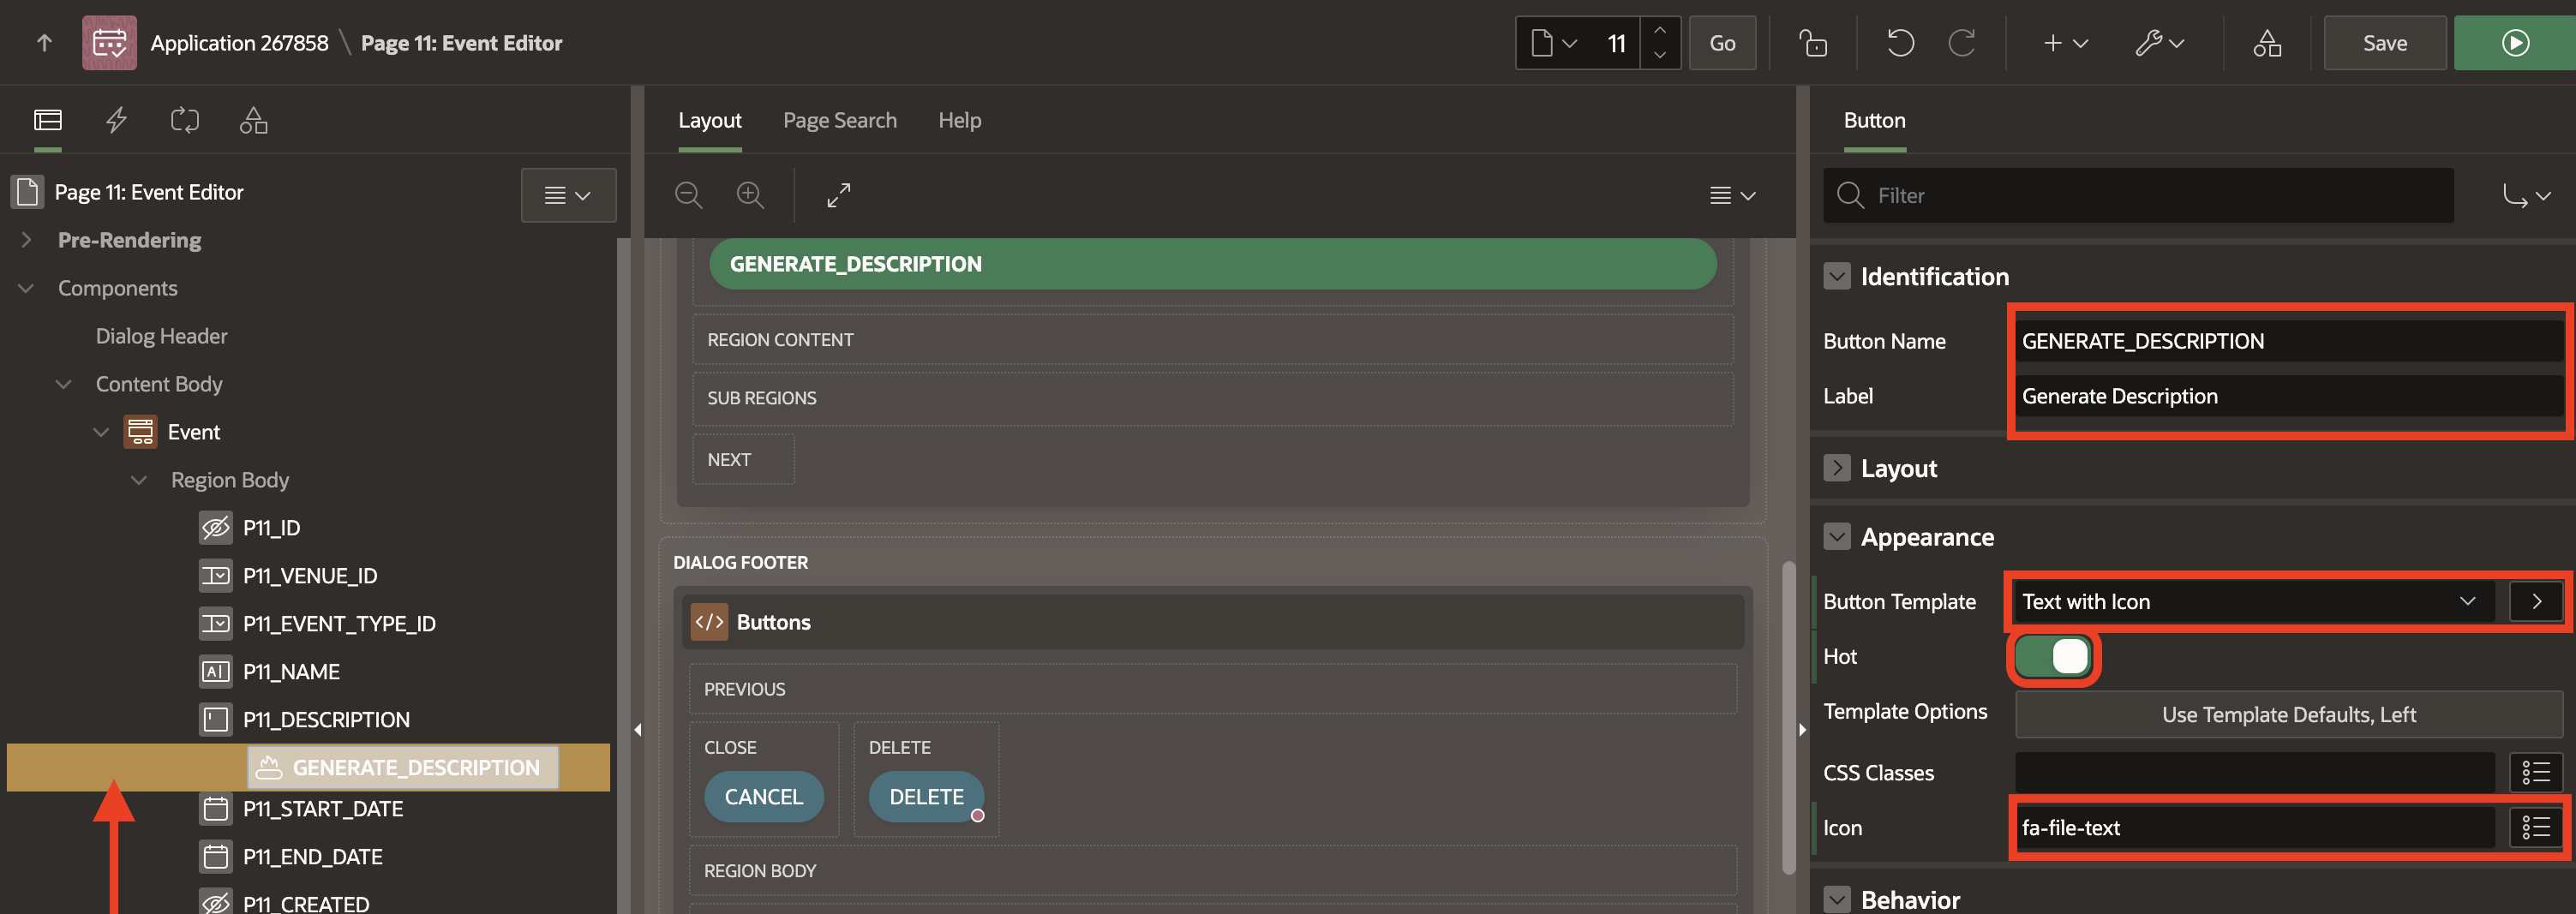 Application 267858 \ Page 11: Event Editor
11
Go
Save
Layout
Page Search
Help
Button
Page 11: Event Editor
Filter
Pre-Rendering
Components
Dialog Header
Content Body
Event
Region Body
P11_ID
P11_VENUE_ID
P11_EVENT_TYPE_ID
P11_NAME
P11_DESCRIPTION
GENERATE_DESCRIPTION
P11_START_DATE
P11_END_DATE
P11_CREATED
GENERATE_DESCRIPTION
REGION CONTENT
SUB REGIONS
NEXT
DIALOG FOOTER
</> Buttons
PREVIOUS
CLOSE
DELETE
CANCEL
DELETE
REGION BODY
Identification
Button Name
GENERATE_DESCRIPTION
Label
Generate Description
Layout
Appearance
Button Template
Text with Icon
Hot
Template Options
Use Template Defaults, Left
CSS Classes
Icon
fa-file-text
Behavior